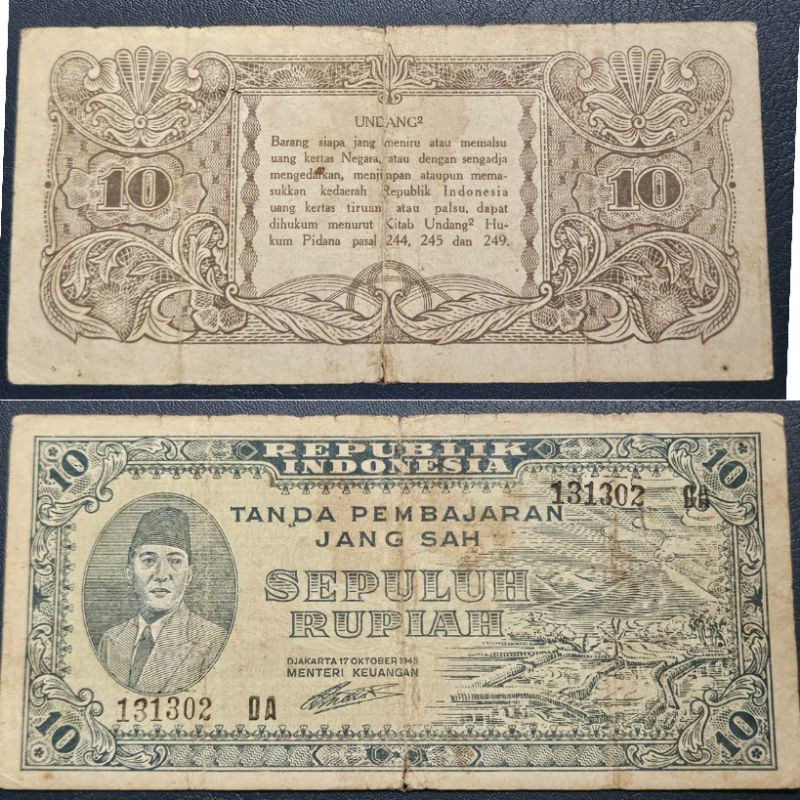 UNDANG²
Barang siapa jang meniru atau memalsu
uang kertas Negara, atau dengan sengadja
mengedarkan, menjimpan ataupun mema-
sukkan kedaerah Republik Indonesia
uang kertas tiruan atau palsu, dapat
dihukum menurut Kitab Undang² Hu-
kum Pidana pasal 244, 245 dan 249.
10
10
REPUBLIK
INDONESIA
10
10
131302
TANDA PEMBAJARAN
JANG SAH
SEPULUH
RUPIAH
DJAKARTA 17 OKTOBER 1945
MENTERI KEUANGAN
131302 DA
10
10